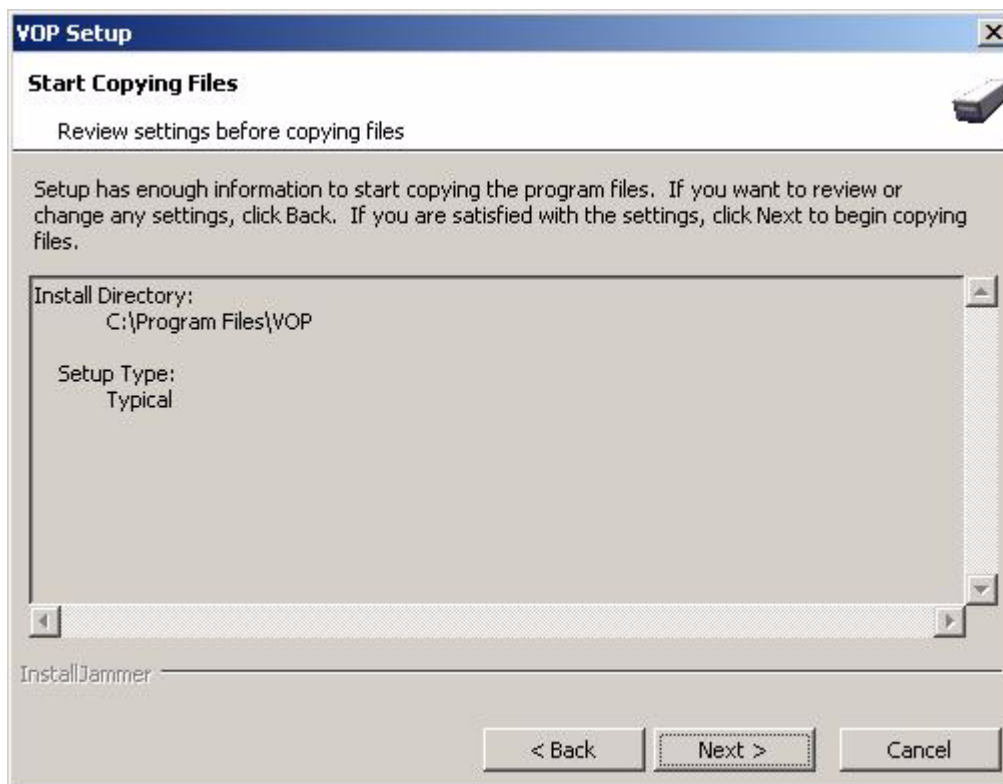 VOP Setup
Start Copying Files
Review settings before copying files
Setup has enough information to start copying the program files. If you want to review or
change any settings, click Back. If you are satisfied with the settings, click Next to begin copying
files.
Install Directory:
C:\Program Files\VOP
Setup Type:
Typical
InstallJammer
< Back
Next >
Cancel